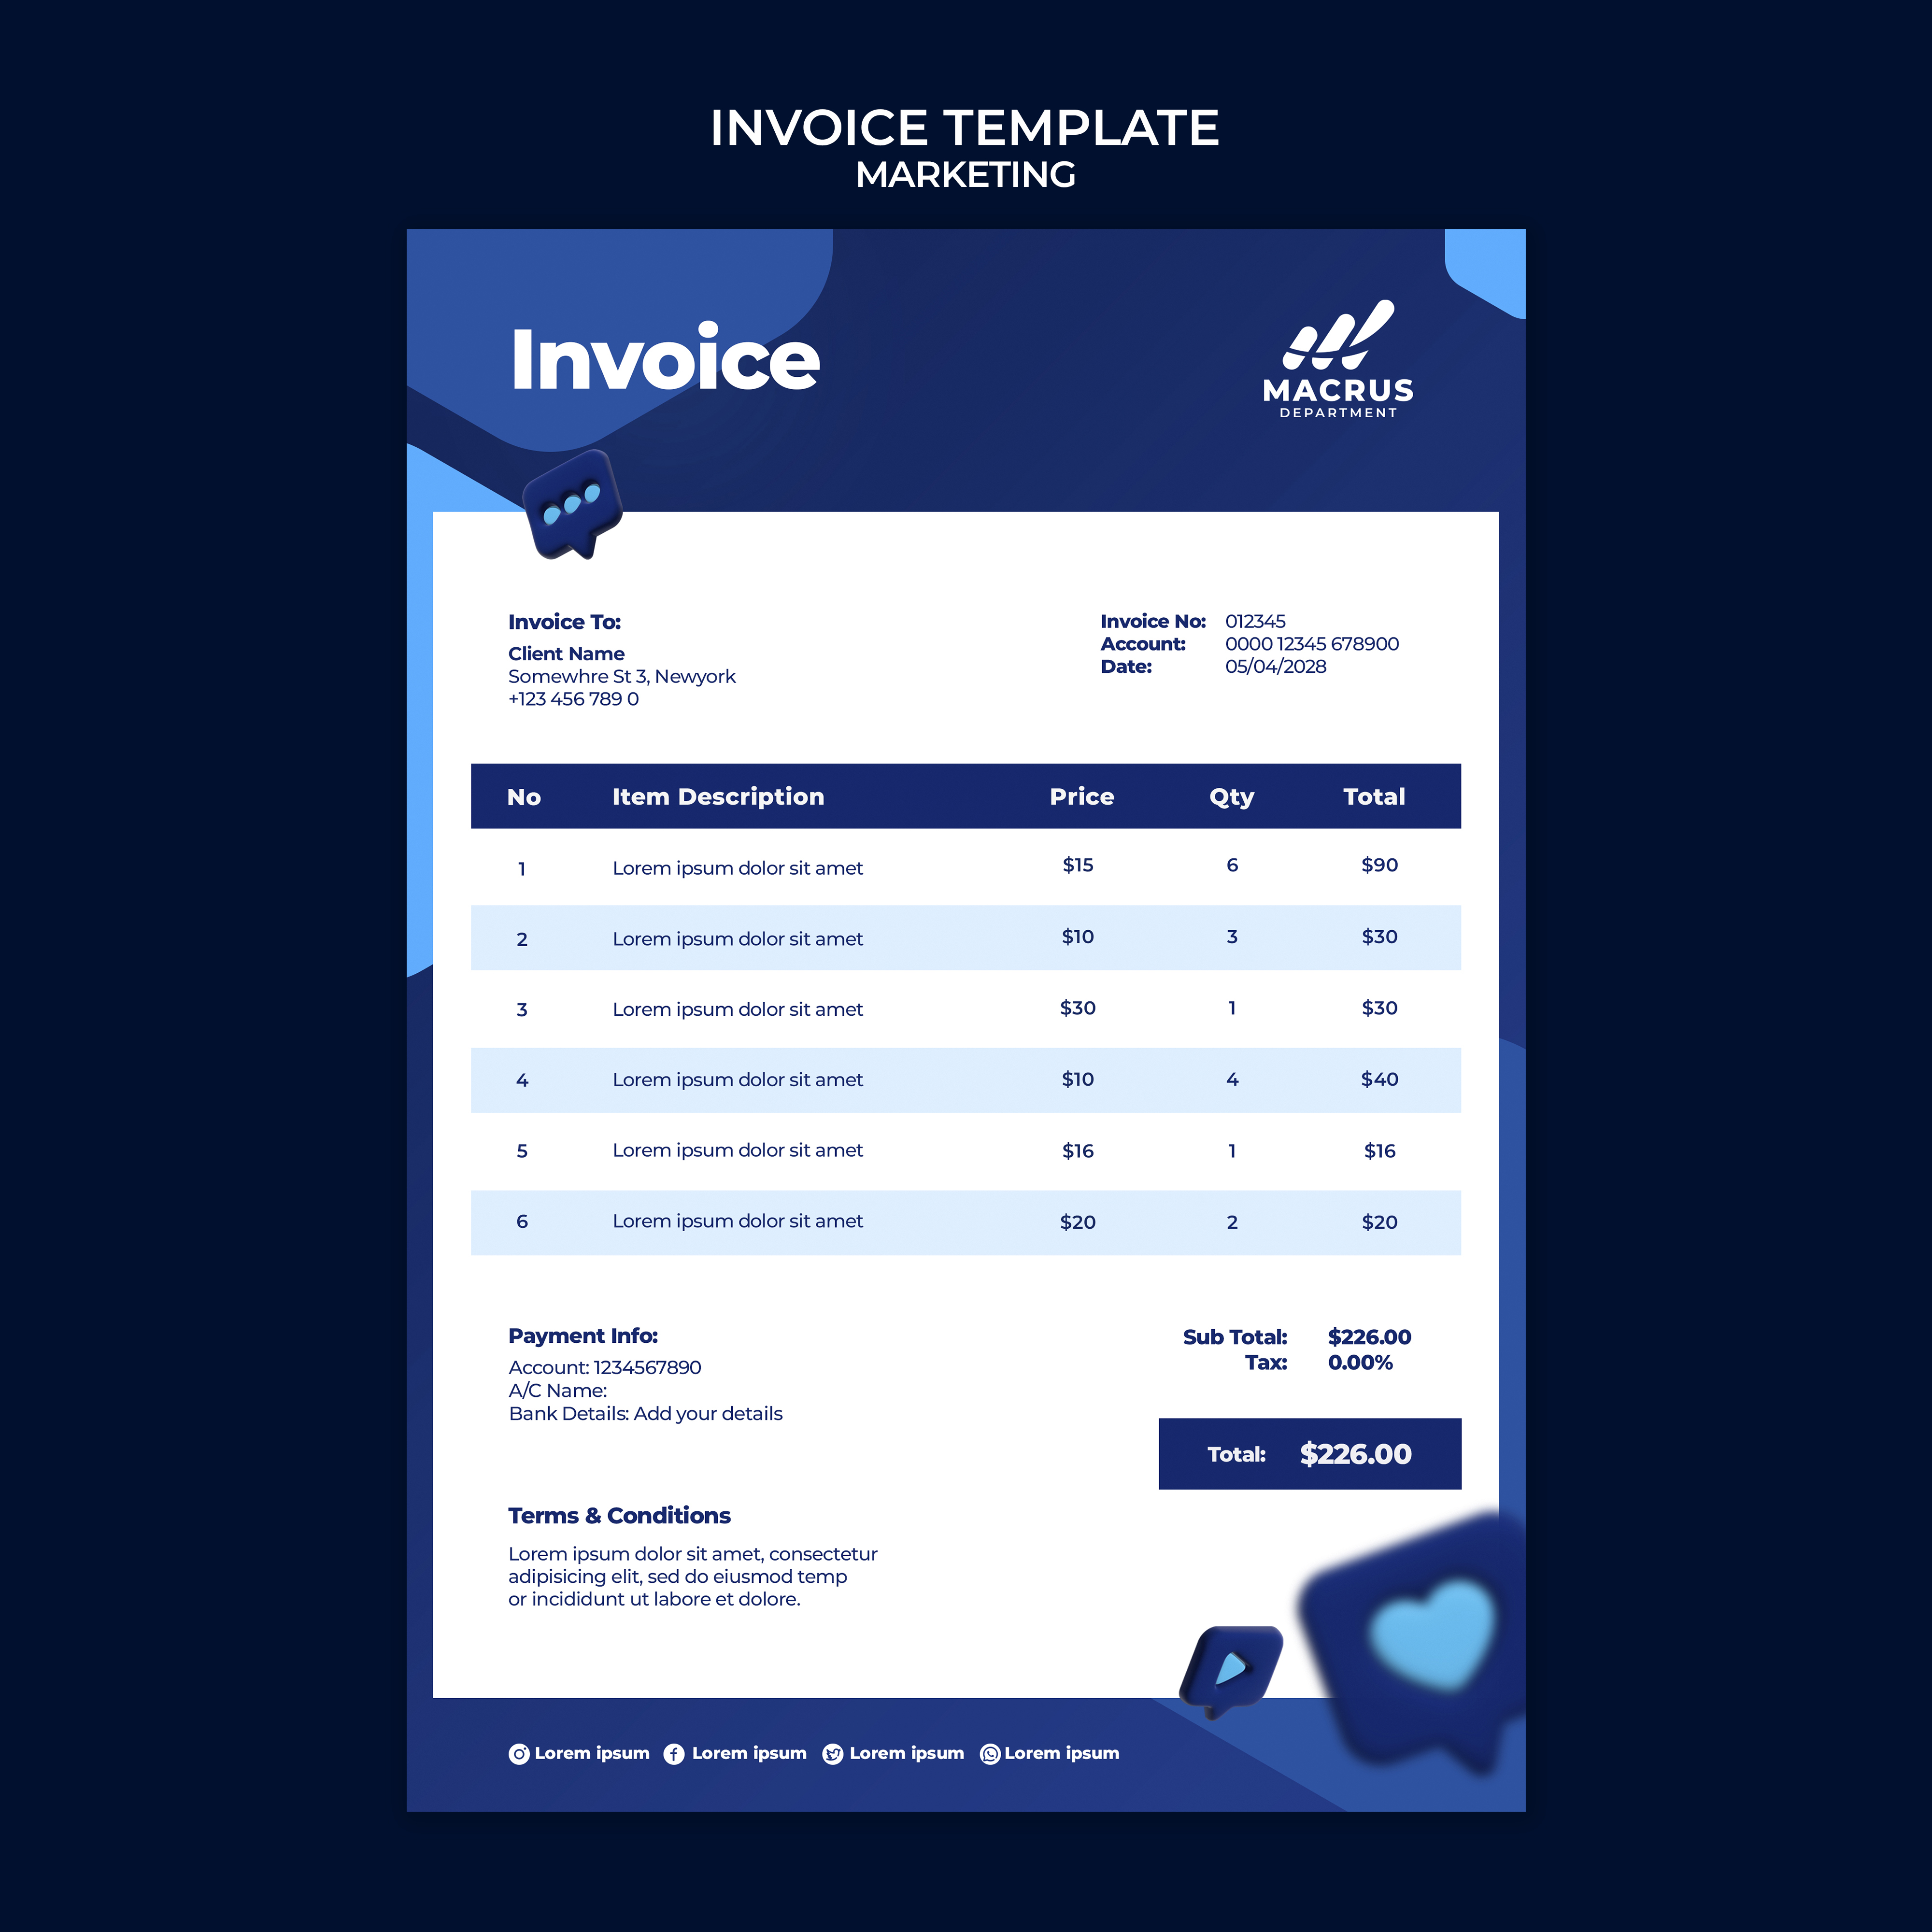 INVOICE TEMPLATE
MARKETING
Invoice
MACRUS
DEPARTMENT
Invoice To:
Client Name
Somewhre St 3, Newyork
+123 456 789 0
Invoice No: 012345
Account: 0000 12345 678900
Date: 05/04/2028
No Item Description Price Qty Total
1 Lorem ipsum dolor sit amet $15 6 $90
2 Lorem ipsum dolor sit amet $10 3 $30
3 Lorem ipsum dolor sit amet $30 1 $30
4 Lorem ipsum dolor sit amet $10 4 $40
5 Lorem ipsum dolor sit amet $16 1 $16
6 Lorem ipsum dolor sit amet $20 2 $20
Payment Info:
Account: 1234567890
A/C Name:
Bank Details: Add your details
Sub Total: $226.00
Tax: 0.00%
Total: $226.00
Terms & Conditions
Lorem ipsum dolor sit amet, consectetur
adipisicing elit, sed do eiusmod temp
or incididunt ut labore et dolore.
Lorem ipsum Lorem ipsum Lorem ipsum Lorem ipsum